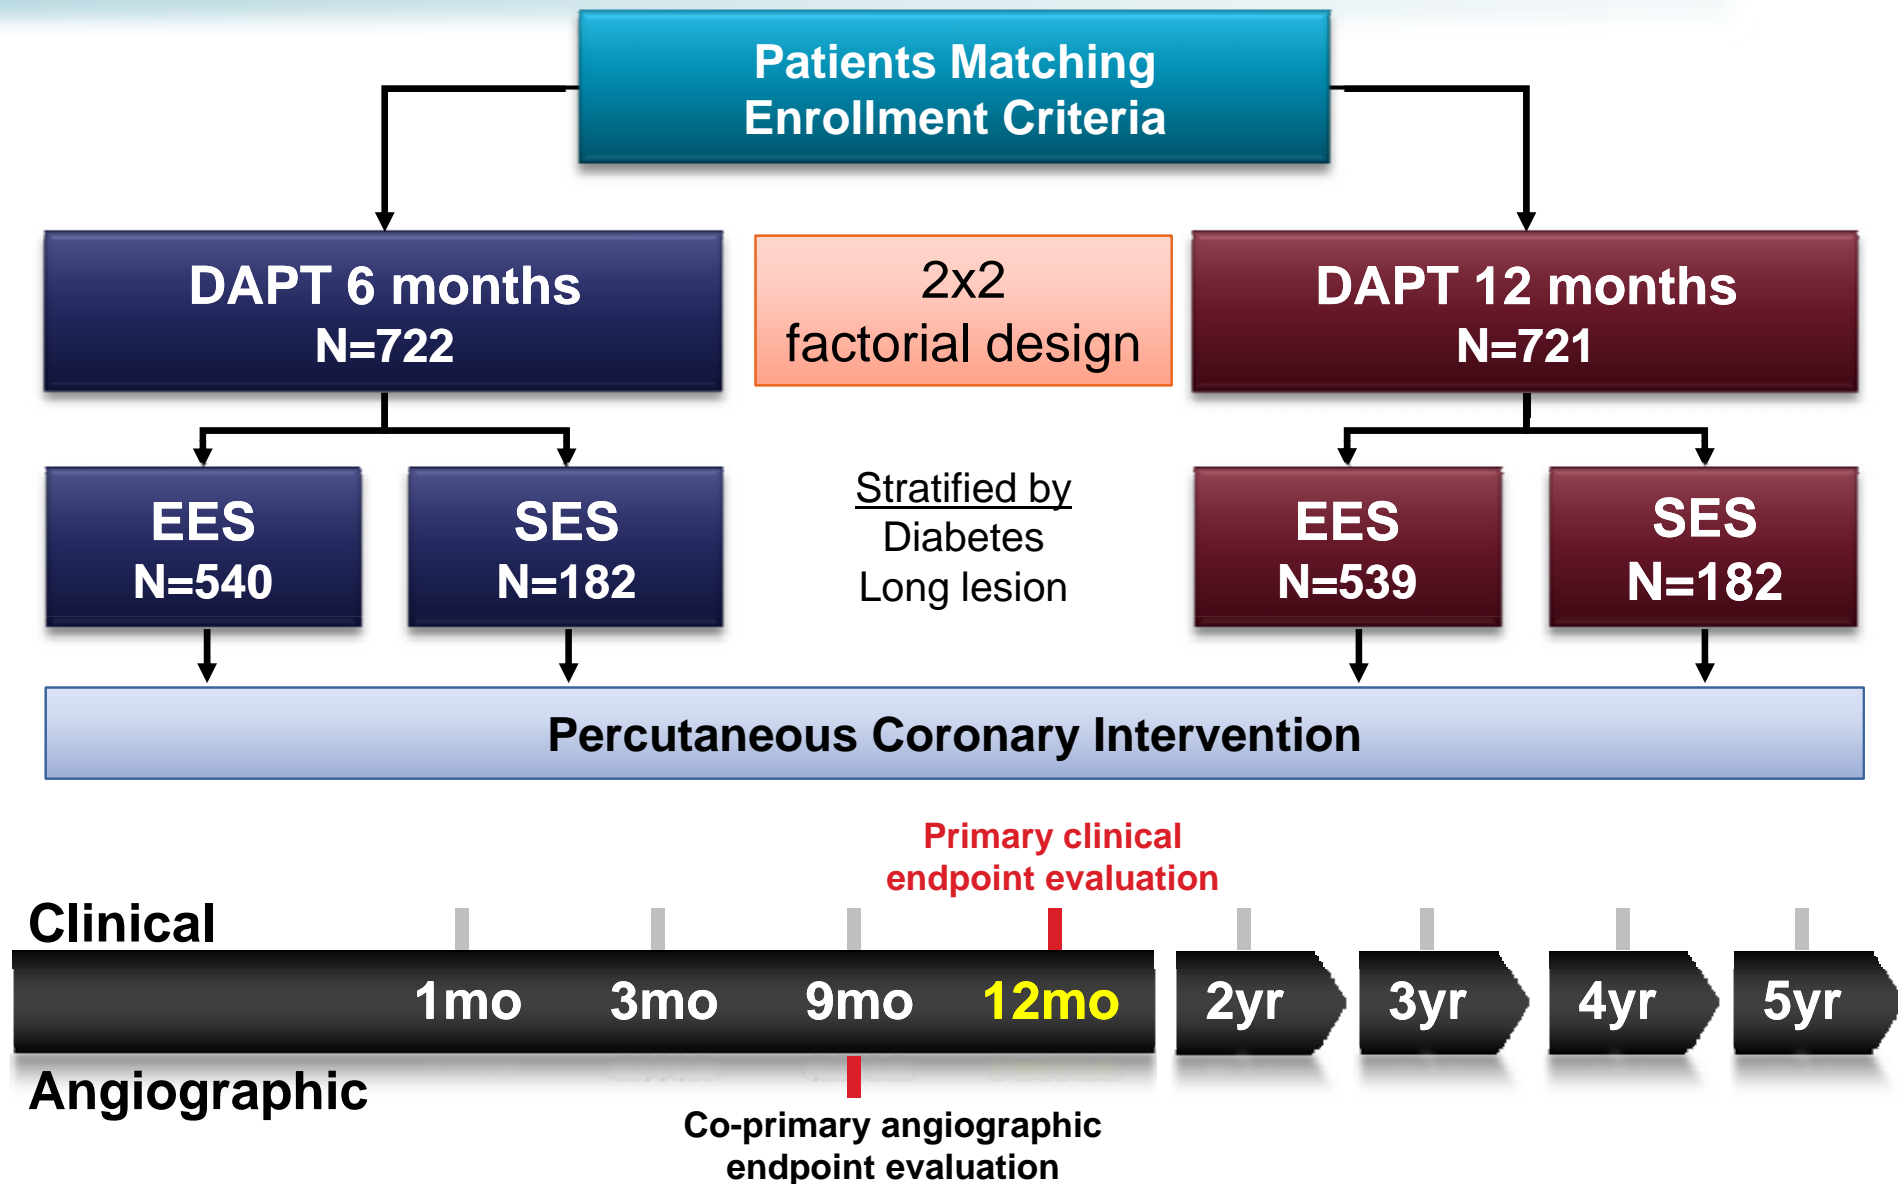 Patients Matching
Enrollment Criteria
DAPT 6 months
N=722
2x2
factorial design
DAPT 12 months
N=721
EES
N=540
SES
N=182
Stratified by
Diabetes
Long lesion
EES
N=539
SES
N=182
Percutaneous Coronary Intervention
Primary clinical
endpoint evaluation
Clinical
1mo 3mo 9mo 12mo 2yr 3yr 4yr 5yr
Angiographic
Co-primary angiographic
endpoint evaluation